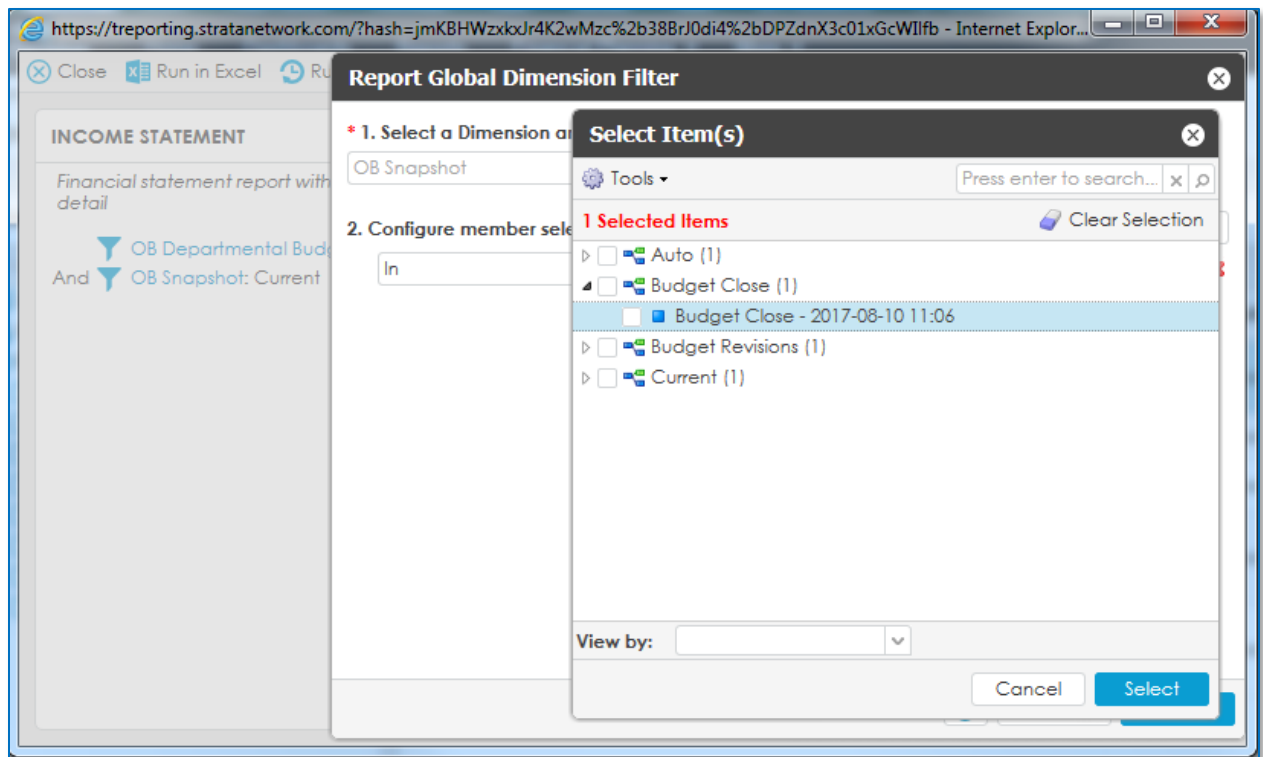 https://treporting.stratanetwork.com/?hash=jmKBHWzxkxJr4K2wMzc%2b38BrJ0di4%2bDPZdnX3c01xGcWIlfb - Internet Explor...
Close Run in Excel Ru
Report Global Dimension Filter
INCOME STATEMENT
Financial statement report with
detail
OB Departmental Budg
And OB Snapshot: Current
* 1. Select a Dimension an
OB Snapshot
2. Configure member sele
In
Select Item(s)
Tools
Press enter to search...
1 Selected Items
Clear Selection
Auto (1)
Budget Close (1)
Budget Close - 2017-08-10 11:06
Budget Revisions (1)
Current (1)
View by:
Cancel Select